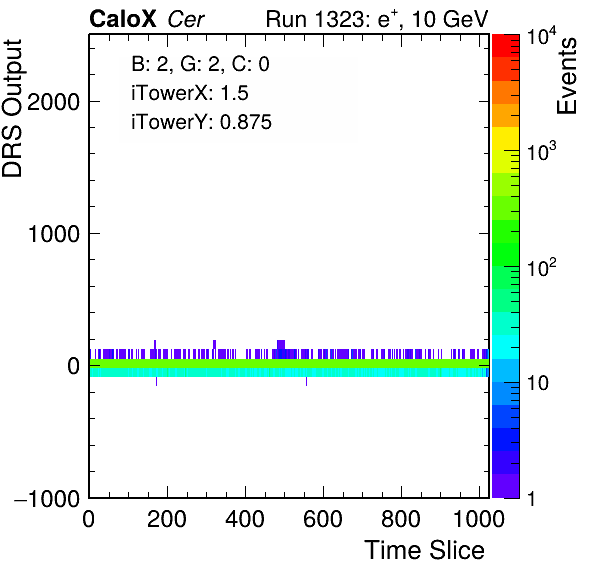 CaloX Cer Run 1323: e+, 10 GeV
B: 2, G: 2, C: 0
iTowerX: 1.5
iTowerY: 0.875
DRS Output
2000
1000
0
−1000
0 200 400 600 800 1000
Time Slice
Events
10^4
10^3
10^2
10
1